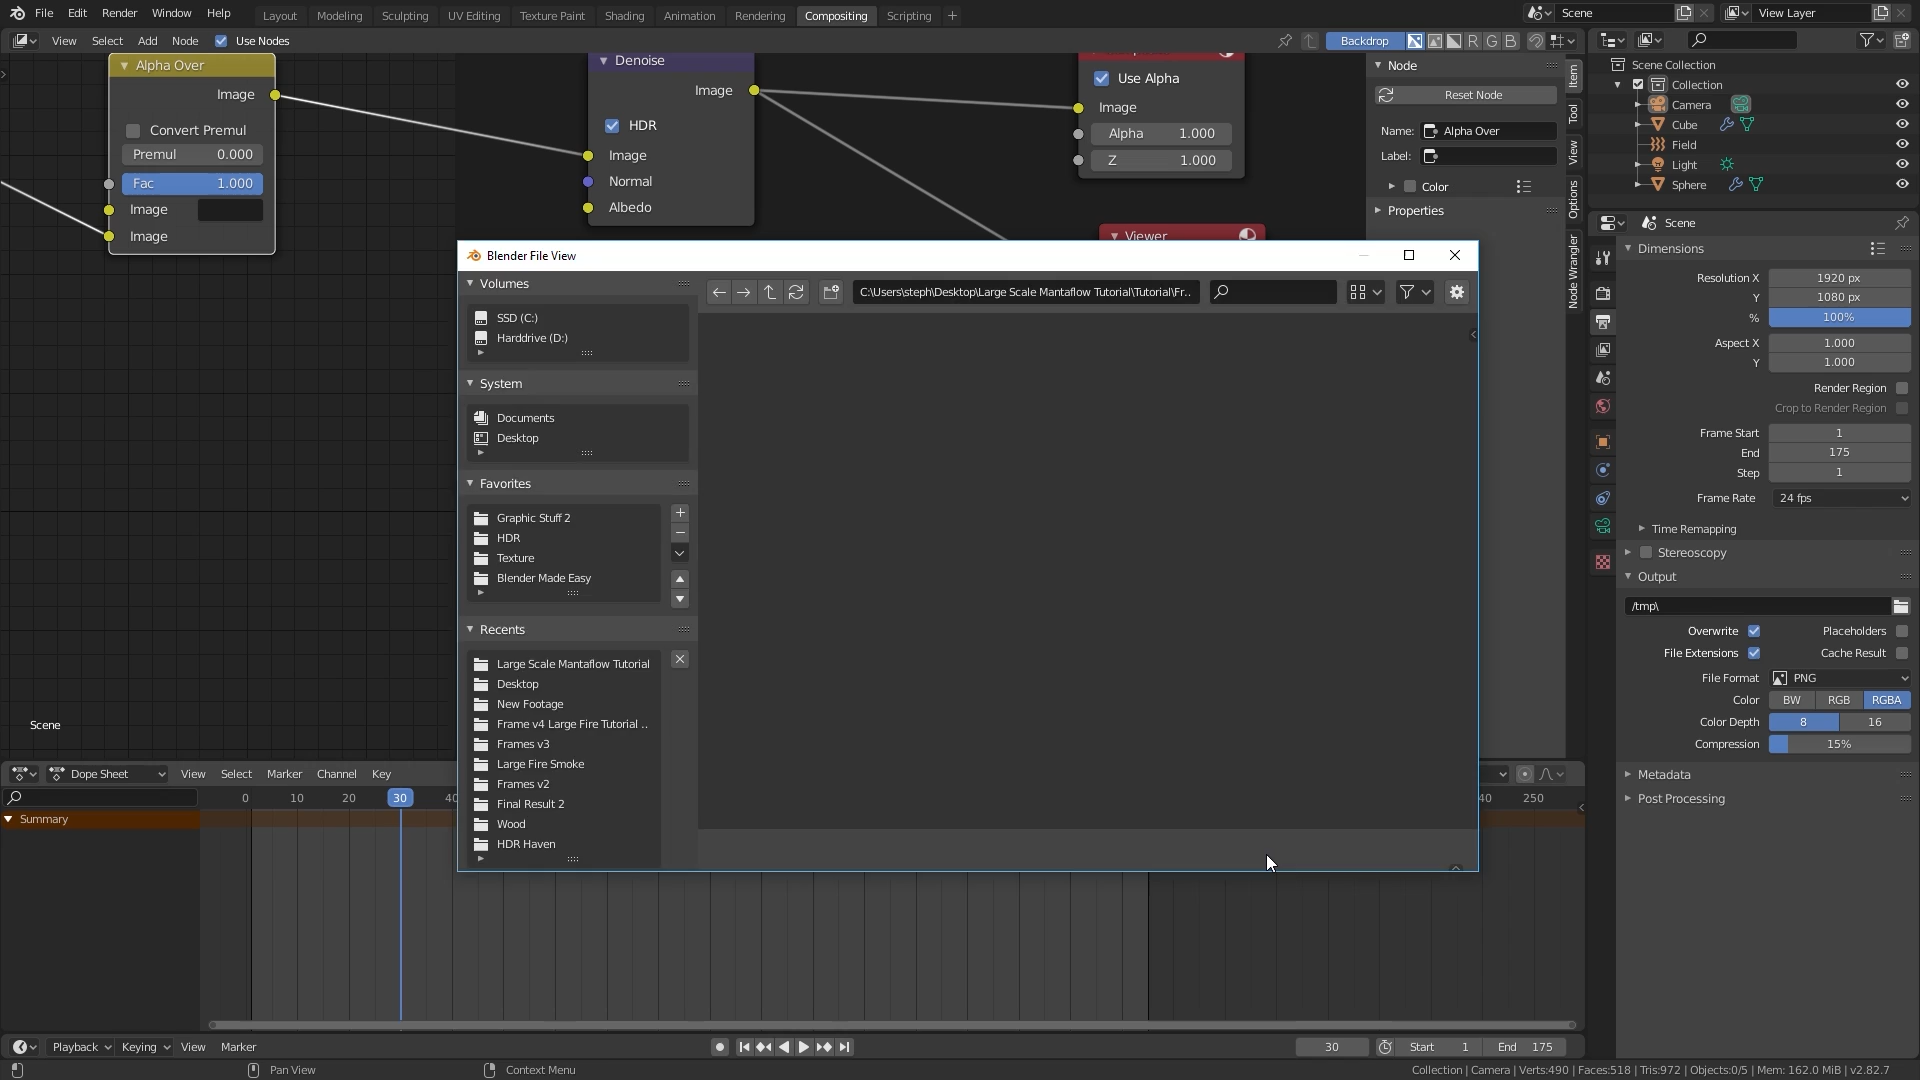 File Edit Render Window Help Layout Modeling Sculpting UV Editing Texture Paint Shading Animation Rendering Compositing Scripting + Scene View Layer
View Select Add Node Use Nodes Backdrop R G B
Alpha Over
Image
Convert Premul
Premul 0.000
Fac 1.000
Image
Image
Denoise
Image
HDR
Image
Normal
Albedo
Use Alpha
Image
Alpha 1.000
Z 1.000
Viewer
Node
Reset Node
Name: Alpha Over
Label:
Color
Properties
Item
Tool
View
Options
Node Wrangler
Scene Collection
Collection
Camera
Cube
Field
Light
Sphere
Scene
Dimensions
Resolution X 1920 px
Y 1080 px
% 100%
Aspect X 1.000
Y 1.000
Render Region
Crop to Render Region
Frame Start 1
End 175
Step 1
Frame Rate 24 fps
Time Remapping
Stereoscopy
Output
/tmp\
Overwrite Placeholders
File Extensions Cache Result
File Format PNG
Color BW RGB RGBA
Color Depth 8 16
Compression 15%
Metadata
Post Processing
Blender File View
Volumes
SSD (C:)
Harddrive (D:)
System
Documents
Desktop
Favorites
Graphic Stuff 2
HDR
Texture
Blender Made Easy
Recents
Large Scale Mantaflow Tutorial
Desktop
New Footage
Frame v4 Large Fire Tutorial ..
Frames v3
Large Fire Smoke
Frames v2
Final Result 2
Wood
HDR Haven
C:\Users\steph\Desktop\Large Scale Mantaflow Tutorial\Tutorial\Fr..
Scene
Dope Sheet View Select Marker Channel Key
0 10 20 30 40 40 250
Summary
Playback Keying View Marker 30 Start 1 End 175
Pan View Context Menu Collection | Camera | Verts:490 | Faces:518 | Tris:972 | Objects:0/5 | Mem: 162.0 MiB | v2.82.7